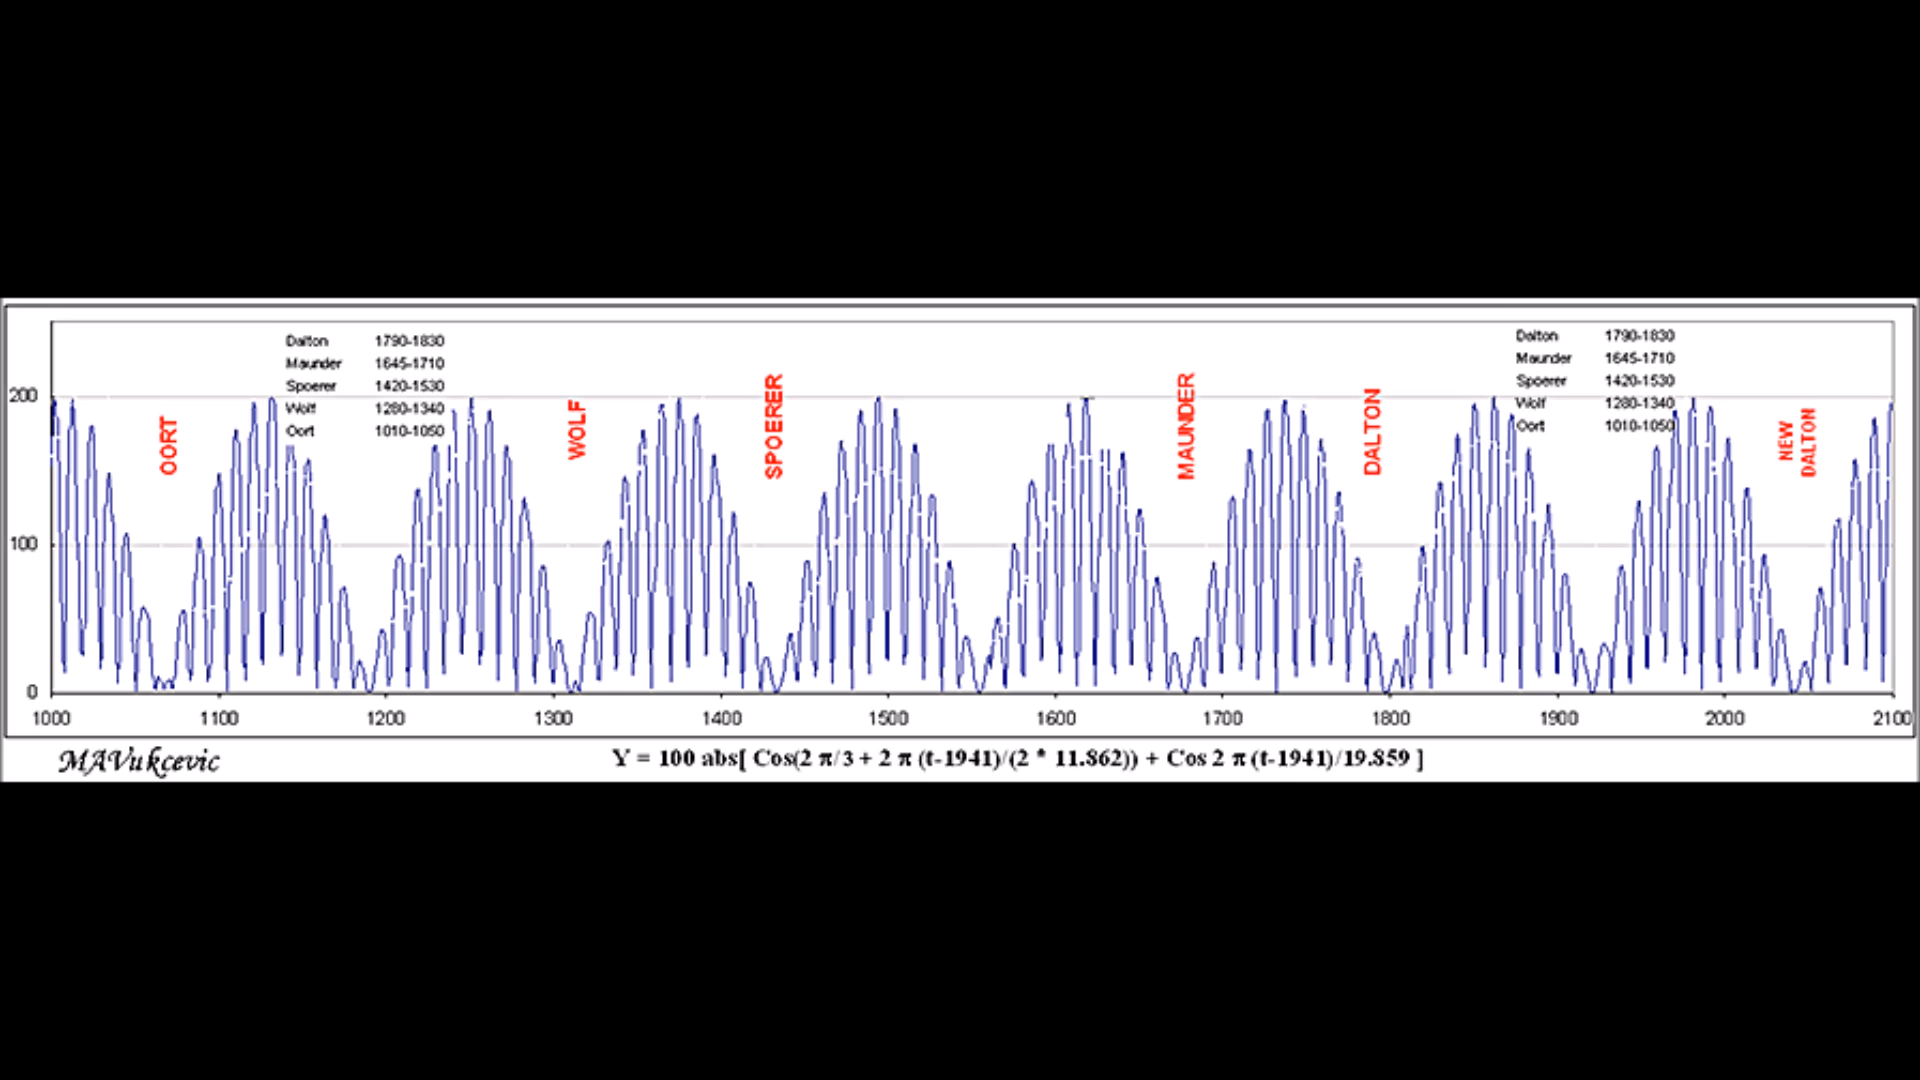 Dalton 1790-1830
Maunder 1645-1710
Spoerer 1420-1530
Wolf 1280-1340
Oort 1010-1050
Dalton 1790-1830
Maunder 1645-1710
Spoerer 1420-1530
Wolf 1280-1340
Oort 1010-1050
OORT
WOLF
SPOERER
MAUNDER
DALTON
NEW
DALTON
200
100
0
1000 1100 1200 1300 1400 1500 1600 1700 1800 1900 2000 2100
MAVukcevic
Y = 100 abs[ Cos(2 π/3 + 2 π (t-1941)/(2 * 11.862)) + Cos 2 π (t-1941)/19.859 ]